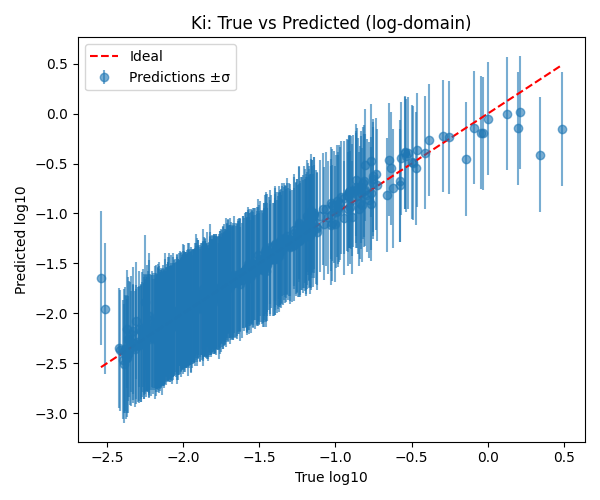 Ki: True vs Predicted (log-domain)
Ideal
Predictions ±σ
Predicted log10
0.5
0.0
−0.5
−1.0
−1.5
−2.0
−2.5
−3.0
−2.5 −2.0 −1.5 −1.0 −0.5 0.0 0.5
True log10